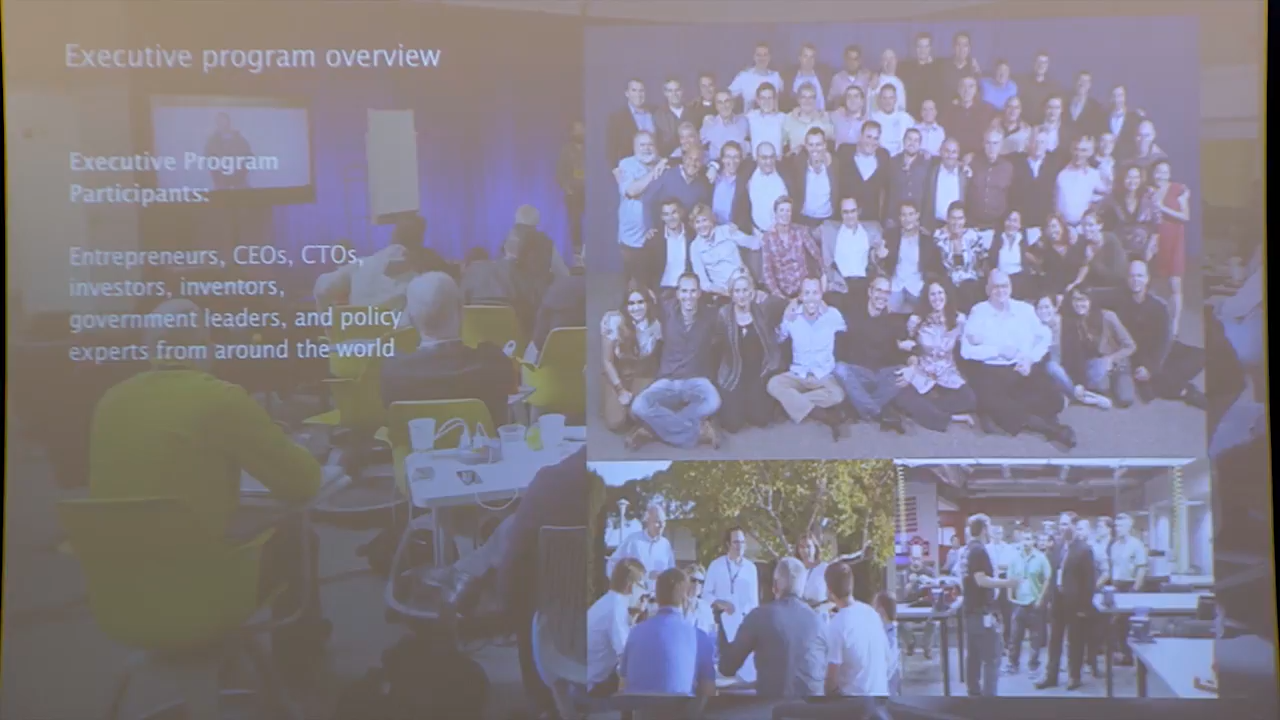 Executive program overview
Executive Program
Participants:
Entrepreneurs, CEOs, CTOs,
investors, inventors,
government leaders, and policy
experts from around the world